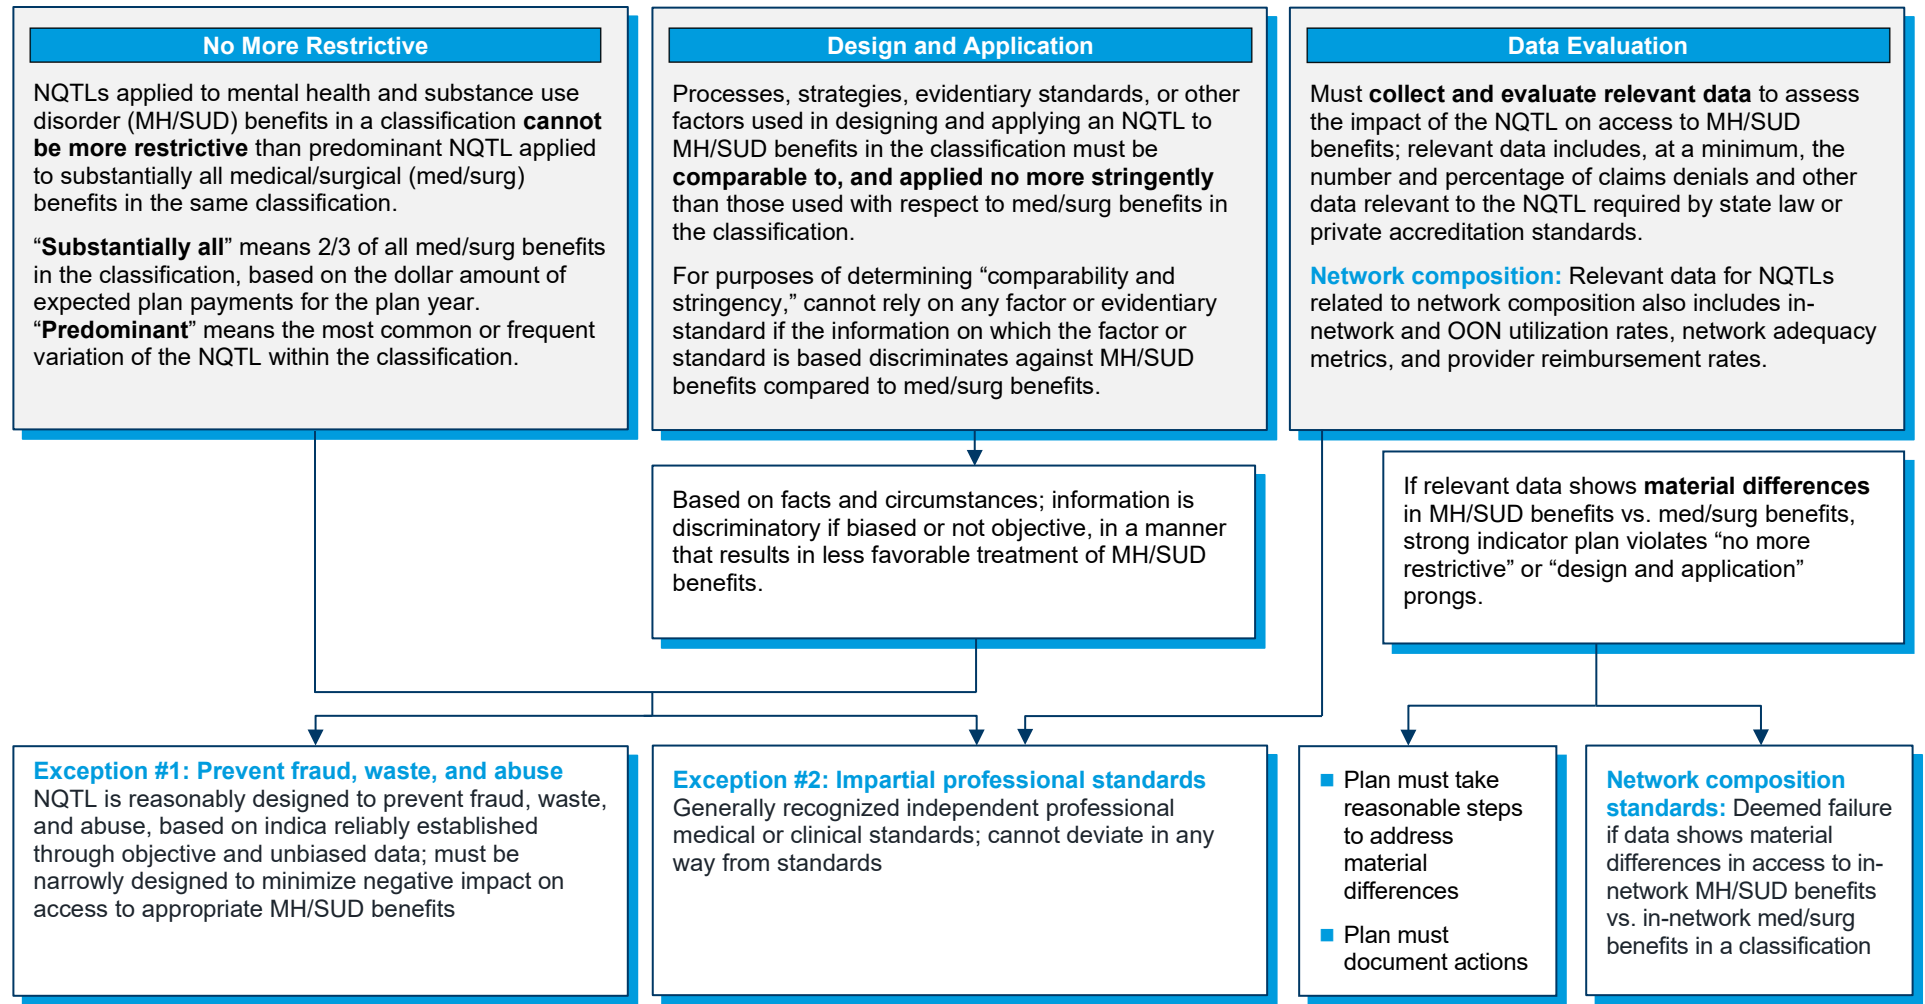 No More Restrictive
NQTLs applied to mental health and substance use
disorder (MH/SUD) benefits in a classification cannot
be more restrictive than predominant NQTL applied
to substantially all medical/surgical (med/surg)
benefits in the same classification.
“Substantially all” means 2/3 of all med/surg benefits
in the classification, based on the dollar amount of
expected plan payments for the plan year.
“Predominant” means the most common or frequent
variation of the NQTL within the classification.
Design and Application
Processes, strategies, evidentiary standards, or other
factors used in designing and applying an NQTL to
MH/SUD benefits in the classification must be
comparable to, and applied no more stringently
than those used with respect to med/surg benefits in
the classification.
For purposes of determining “comparability and
stringency,” cannot rely on any factor or evidentiary
standard if the information on which the factor or
standard is based discriminates against MH/SUD
benefits compared to med/surg benefits.
Data Evaluation
Must collect and evaluate relevant data to assess
the impact of the NQTL on access to MH/SUD
benefits; relevant data includes, at a minimum, the
number and percentage of claims denials and other
data relevant to the NQTL required by state law or
private accreditation standards.
Network composition: Relevant data for NQTLs
related to network composition also includes in-
network and OON utilization rates, network adequacy
metrics, and provider reimbursement rates.
Based on facts and circumstances; information is
discriminatory if biased or not objective, in a manner
that results in less favorable treatment of MH/SUD
benefits.
If relevant data shows material differences
in MH/SUD benefits vs. med/surg benefits,
strong indicator plan violates “no more
restrictive” or “design and application”
prongs.
Exception #1: Prevent fraud, waste, and abuse
NQTL is reasonably designed to prevent fraud, waste,
and abuse, based on indica reliably established
through objective and unbiased data; must be
narrowly designed to minimize negative impact on
access to appropriate MH/SUD benefits
Exception #2: Impartial professional standards
Generally recognized independent professional
medical or clinical standards; cannot deviate in any
way from standards
Plan must take
reasonable steps
to address
material
differences
Plan must
document actions
Network composition
standards: Deemed failure
if data shows material
differences in access to in-
network MH/SUD benefits
vs. in-network med/surg
benefits in a classification